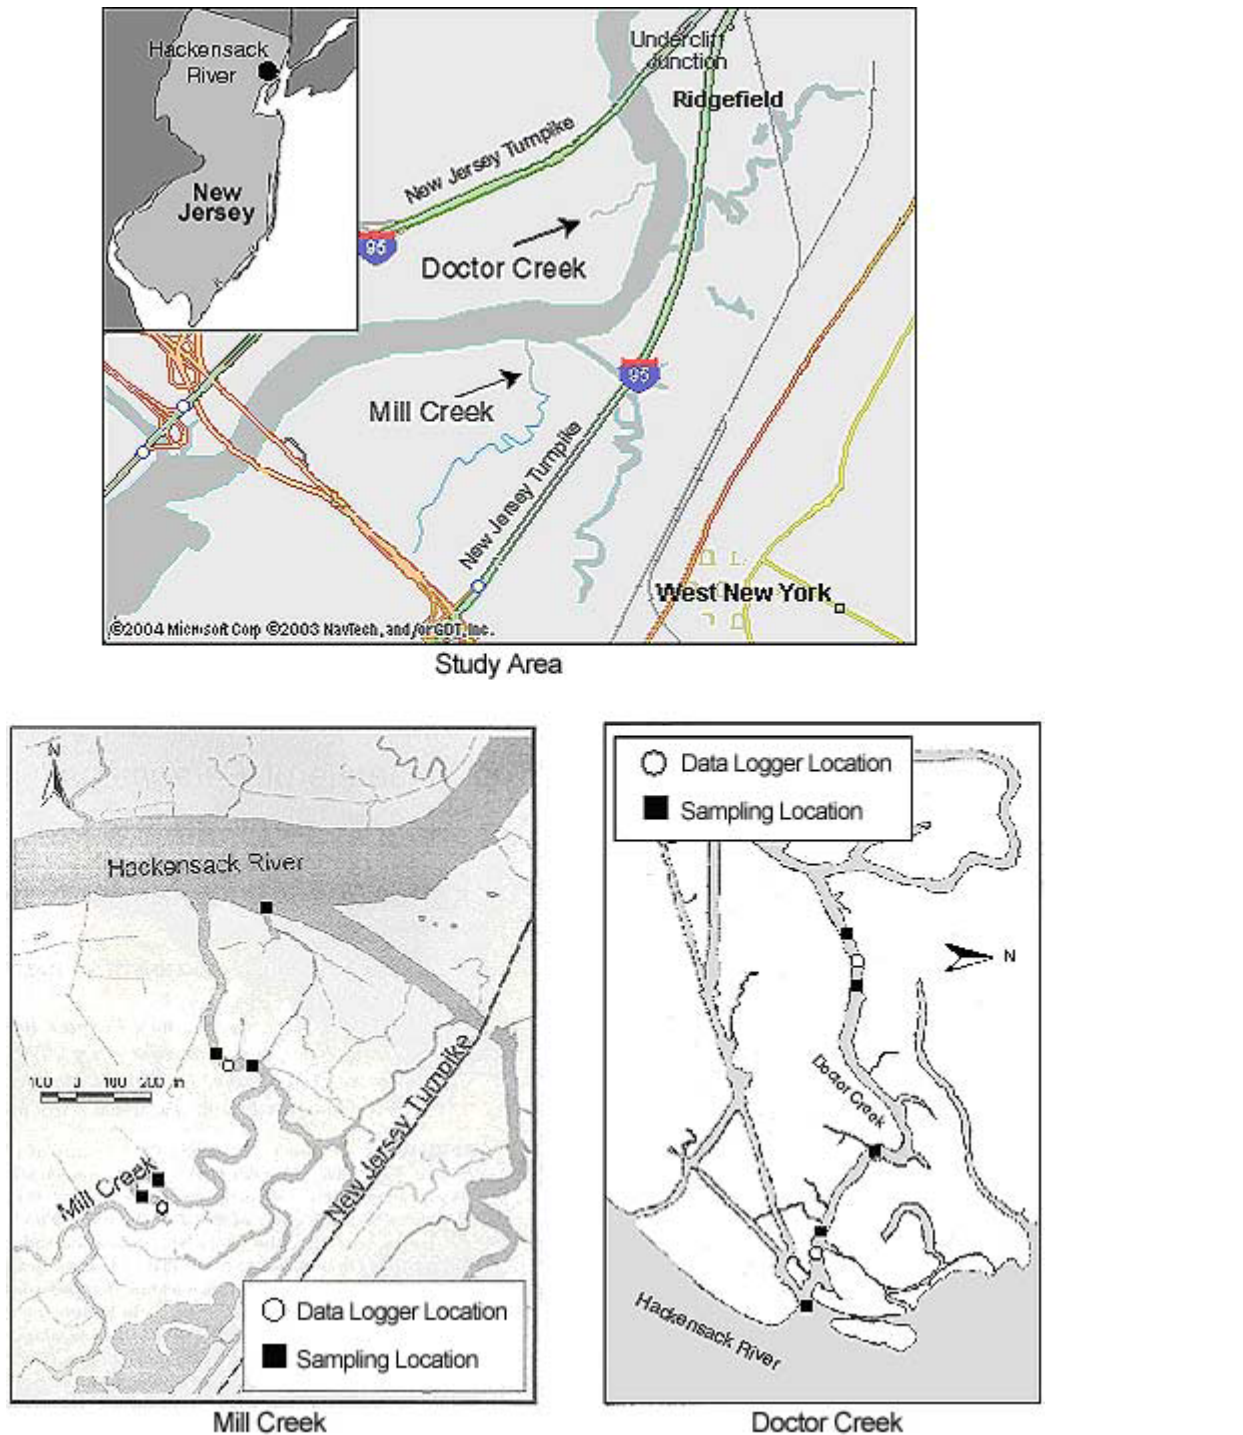 Hackensack
River
New
Jersey
Undercliff
Junction
Ridgefield
New Jersey Turnpike
95
Doctor Creek
Mill Creek
95
New Jersey Turnpike
West New York
©2004 Microsoft Corp ©2003 NavTech, and/or GDT, Inc.
Study Area
N
Hackensack River
100 0 100 200 m
Mill Creek
New Jersey Turnpike
Data Logger Location
Sampling Location
Mill Creek
Data Logger Location
Sampling Location
N
Doctor Creek
Hackensack River
Doctor Creek